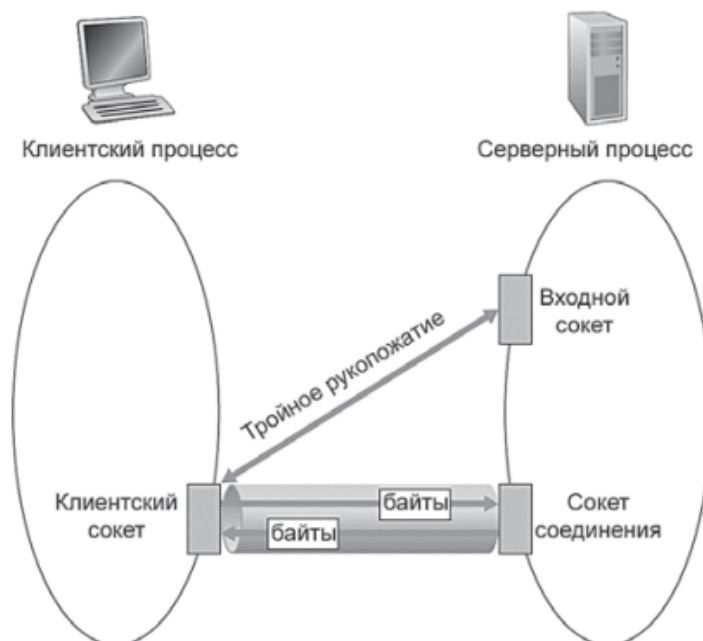 Клиентский процесс
Серверный процесс
Входной
сокет
Тройное рукопожатие
Клиентский
сокет
байты
байты
Сокет
соединения